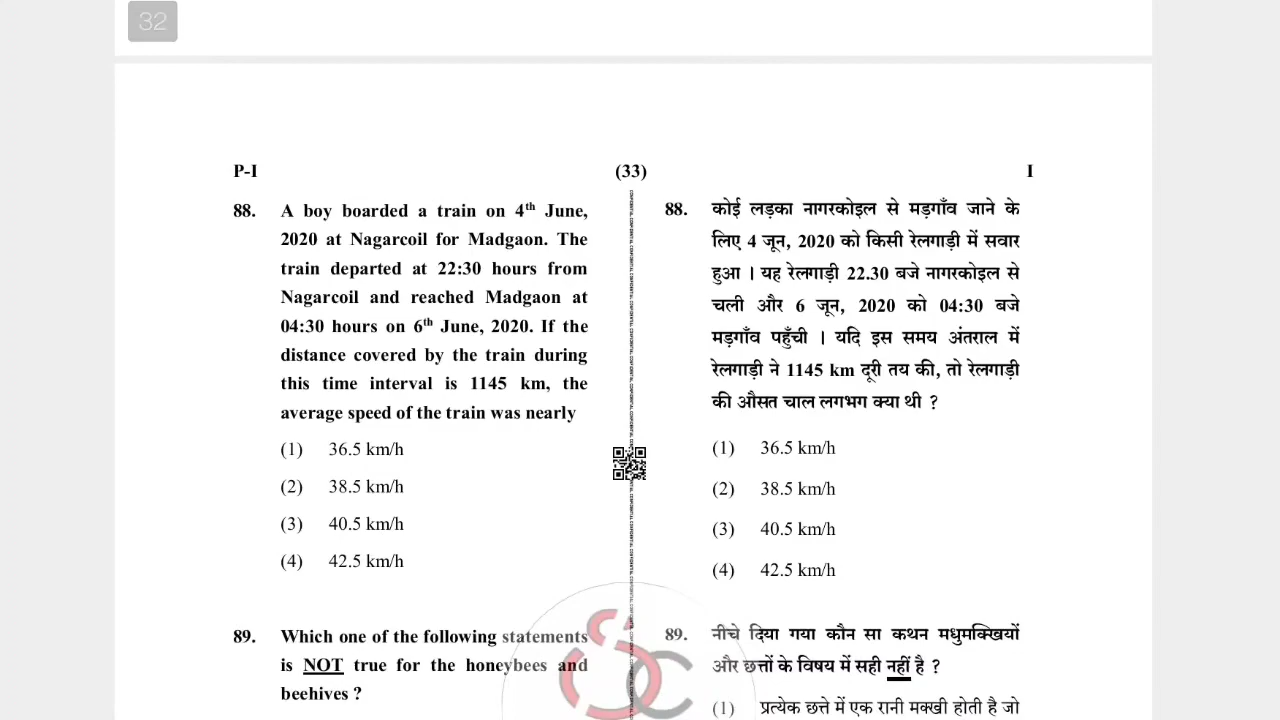 32
P-I
(33)
I
88. A boy boarded a train on 4th June,
2020 at Nagarcoil for Madgaon. The
train departed at 22:30 hours from
Nagarcoil and reached Madgaon at
04:30 hours on 6th June, 2020. If the
distance covered by the train during
this time interval is 1145 km, the
average speed of the train was nearly
(1) 36.5 km/h
(2) 38.5 km/h
(3) 40.5 km/h
(4) 42.5 km/h
89. Which one of the following statements
is NOT true for the honeybees and
beehives ?
88. कोई लड़का नागरकोइल से मड़गाँव जाने के
लिए 4 जून, 2020 को किसी रेलगाड़ी में सवार
हुआ । यह रेलगाड़ी 22.30 बजे नागरकोइल से
चली और 6 जून, 2020 को 04:30 बजे
मड़गाँव पहुँची । यदि इस समय अंतराल में
रेलगाड़ी ने 1145 km दूरी तय की, तो रेलगाड़ी
की औसत चाल लगभग क्या थी ?
(1) 36.5 km/h
(2) 38.5 km/h
(3) 40.5 km/h
(4) 42.5 km/h
89. नीचे दिया गया कौन सा कथन मधुमक्खियों
और छत्तों के विषय में सही नहीं है ?
(1) प्रत्येक छत्ते में एक रानी मक्खी होती है जो